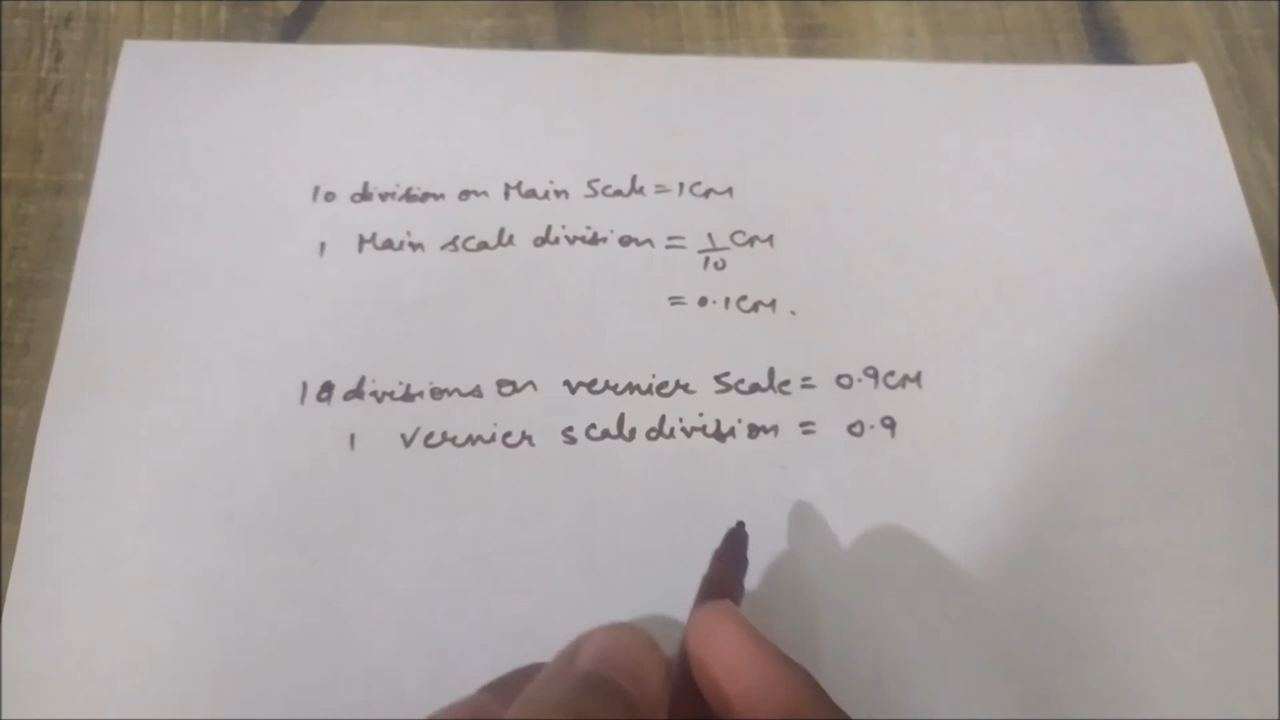 10 division on Main Scale = 1CM
1 Main scale division = 1/10 CM
= 0.1CM.
10 divisions on vernier Scale = 0.9CM
1 vernier scale division = 0.9